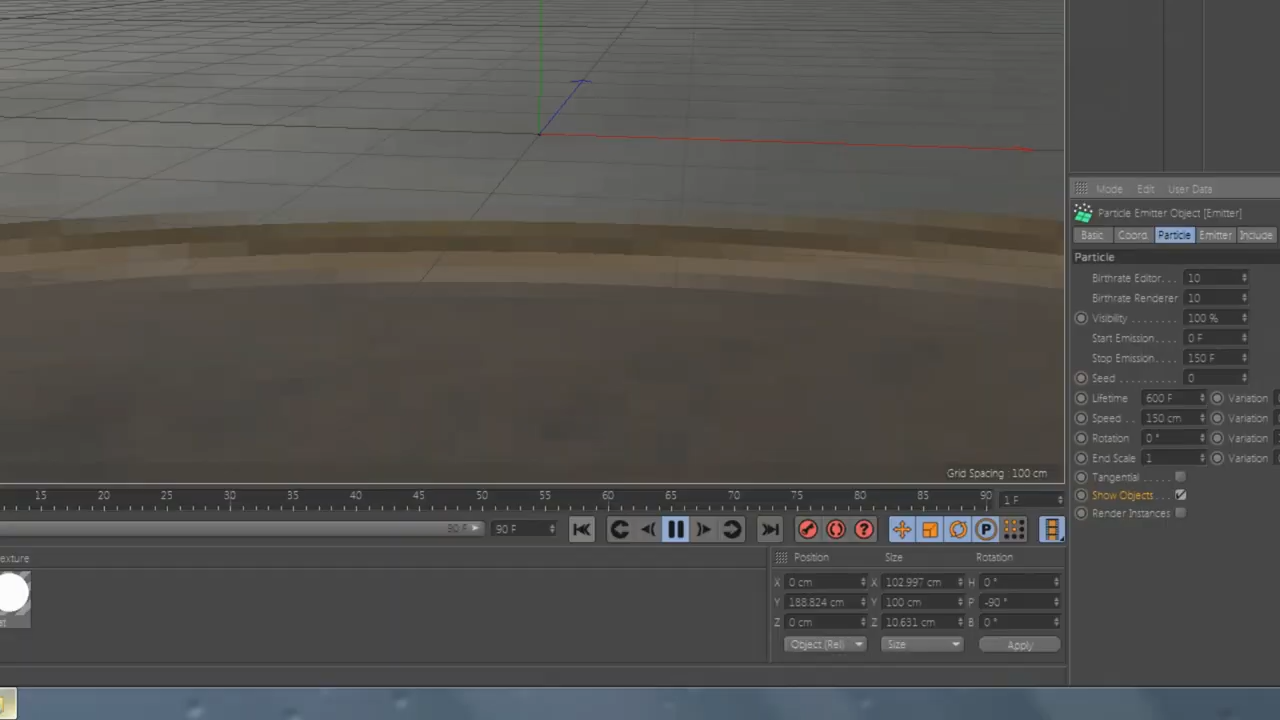 Mode Edit User Data
Particle Emitter Object [Emitter]
Basic Coord. Particle Emitter Include
Particle
Birthrate Editor. . . 10
Birthrate Renderer 10
Visibility . . . . . . . . 100 %
Start Emission. . . . 0 F
Stop Emission. . . . 150 F
Seed . . . . . . . . . . 0
Lifetime 600 F Variation
Speed . . 150 cm Variation
Rotation 0 ° Variation
End Scale 1 Variation
Tangential . . . . . .
Show Objects. . .
Render Instances
Grid Spacing : 100 cm
15 20 25 30 35 40 45 50 55 60 65 70 75 80 85 90 1 F
90 F 90 F
P
exture
Position Size Rotation
X 0 cm X 102.997 cm H 0 °
Y 188.824 cm Y 100 cm P -90 °
Z 0 cm Z 10.631 cm B 0 °
Object (Rel) Size Apply